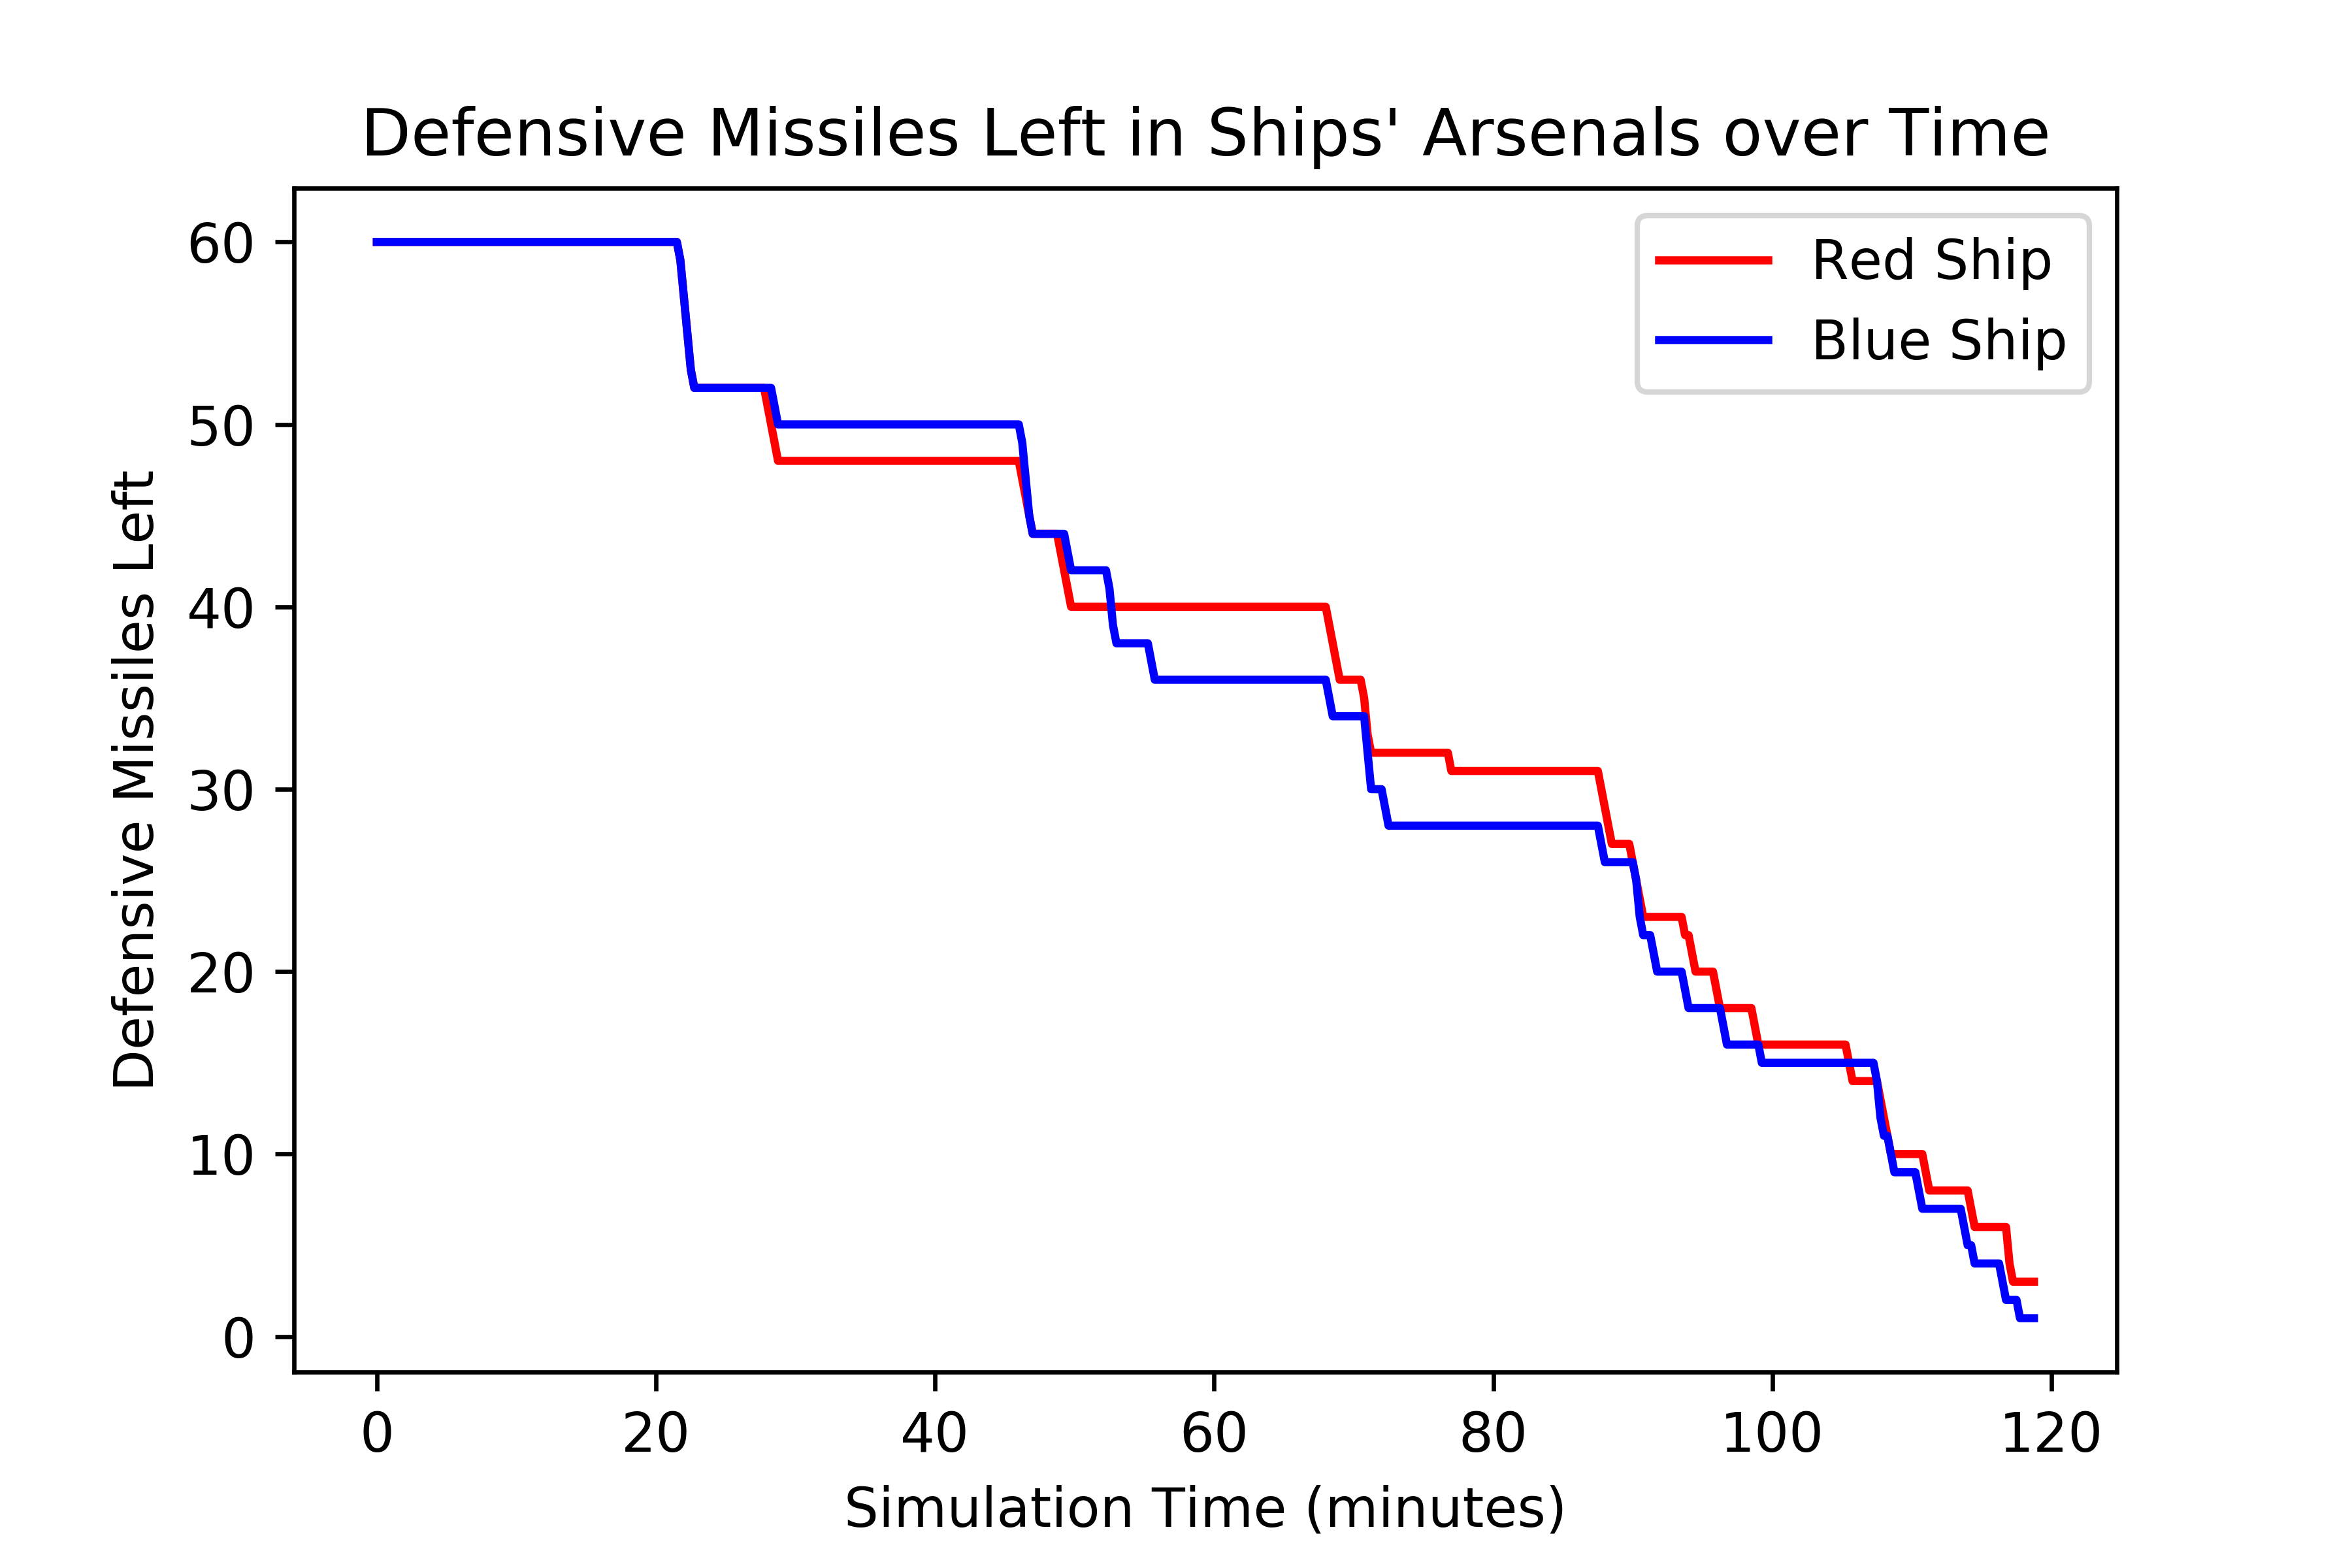 Defensive Missiles Left in Ships' Arsenals over Time
Red Ship
Blue Ship
60
50
40
30
20
10
0
Defensive Missiles Left
0 20 40 60 80 100 120
Simulation Time (minutes)